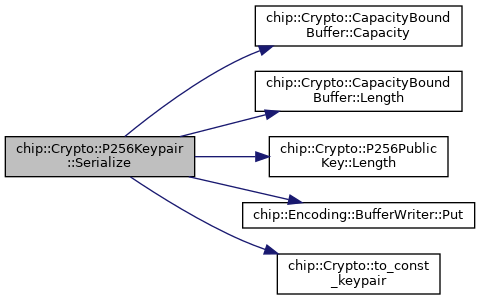 chip::Crypto::CapacityBound
Buffer::Capacity
chip::Crypto::CapacityBound
Buffer::Length
chip::Crypto::P256Keypair
::Serialize
chip::Crypto::P256Public
Key::Length
chip::Encoding::BufferWriter::Put
chip::Crypto::to_const
_keypair